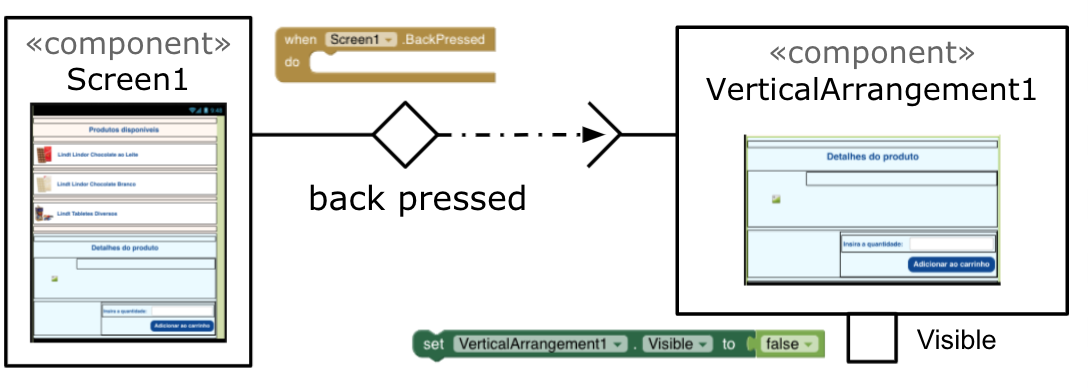 «component»
Screen1
5:45
Produtos disponíveis
Lindt Lindor Chocolate ao Leite
Lindt Lindor Chocolate Branco
Lindt Tabletes Diversos
Detalhes do produto
Insira a quantidade:
Adicionar ao carrinho
when Screen1 .BackPressed
do
back pressed
«component»
VerticalArrangement1
Detalhes do produto
Insira a quantidade:
Adicionar ao carrinho
set VerticalArrangement1 . Visible to false
Visible